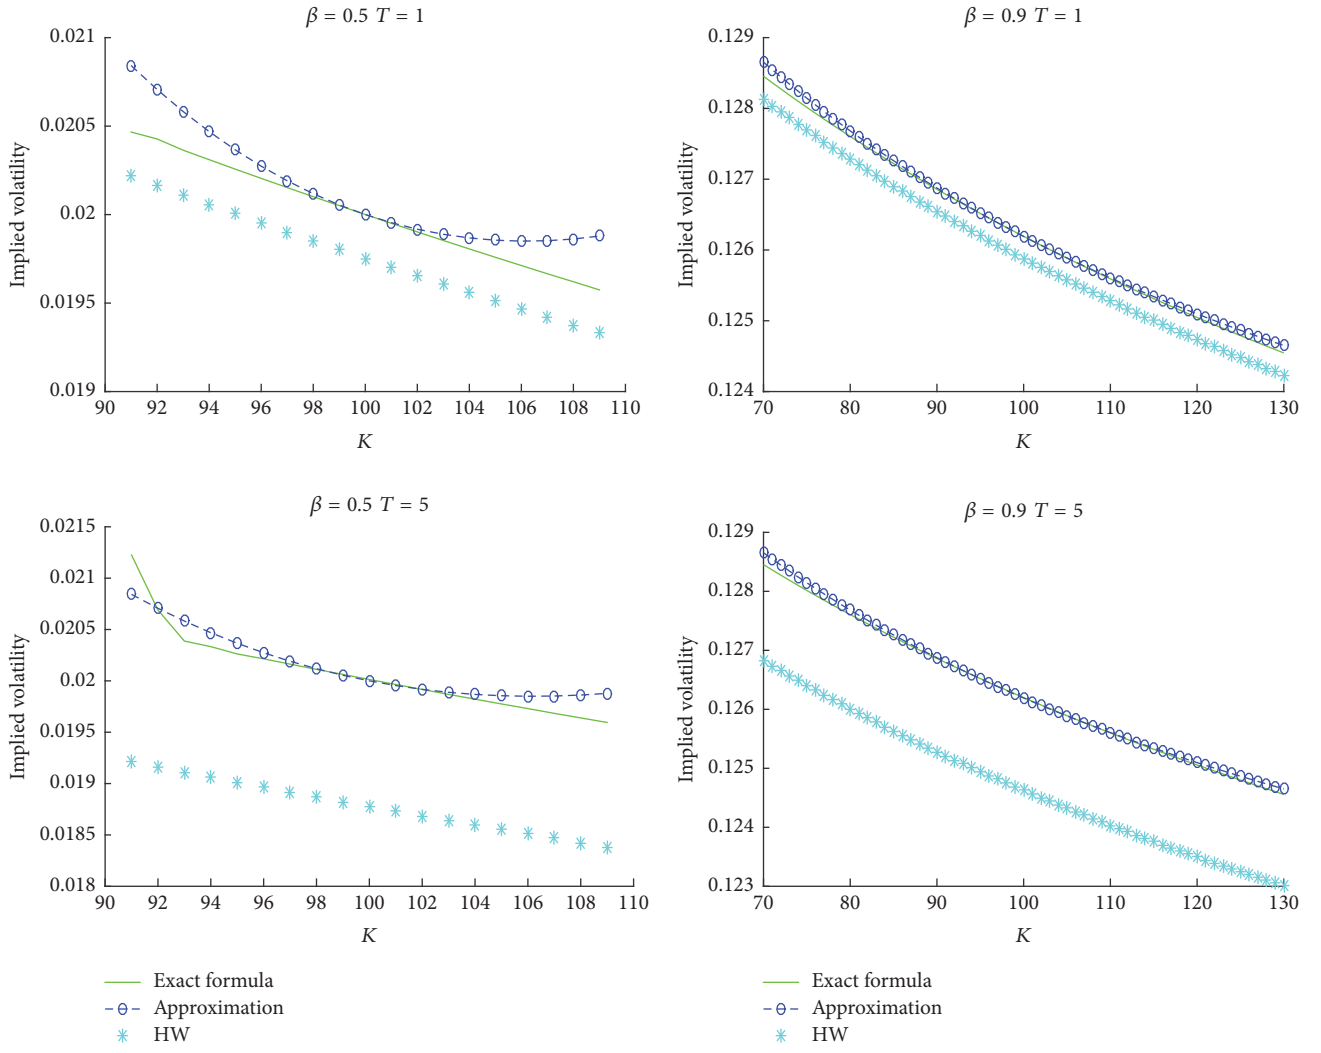 β = 0.5 T = 1
0.021
0.0205
0.02
0.0195
0.019
Implied volatility
90 92 94 96 98 100 102 104 106 108 110
K
β = 0.9 T = 1
0.129
0.128
0.127
0.126
0.125
0.124
Implied volatility
70 80 90 100 110 120 130
K
β = 0.5 T = 5
0.0215
0.021
0.0205
0.02
0.0195
0.019
0.0185
0.018
Implied volatility
90 92 94 96 98 100 102 104 106 108 110
K
Exact formula
Approximation
HW
β = 0.9 T = 5
0.129
0.128
0.127
0.126
0.125
0.124
0.123
Implied volatility
70 80 90 100 110 120 130
K
Exact formula
Approximation
HW